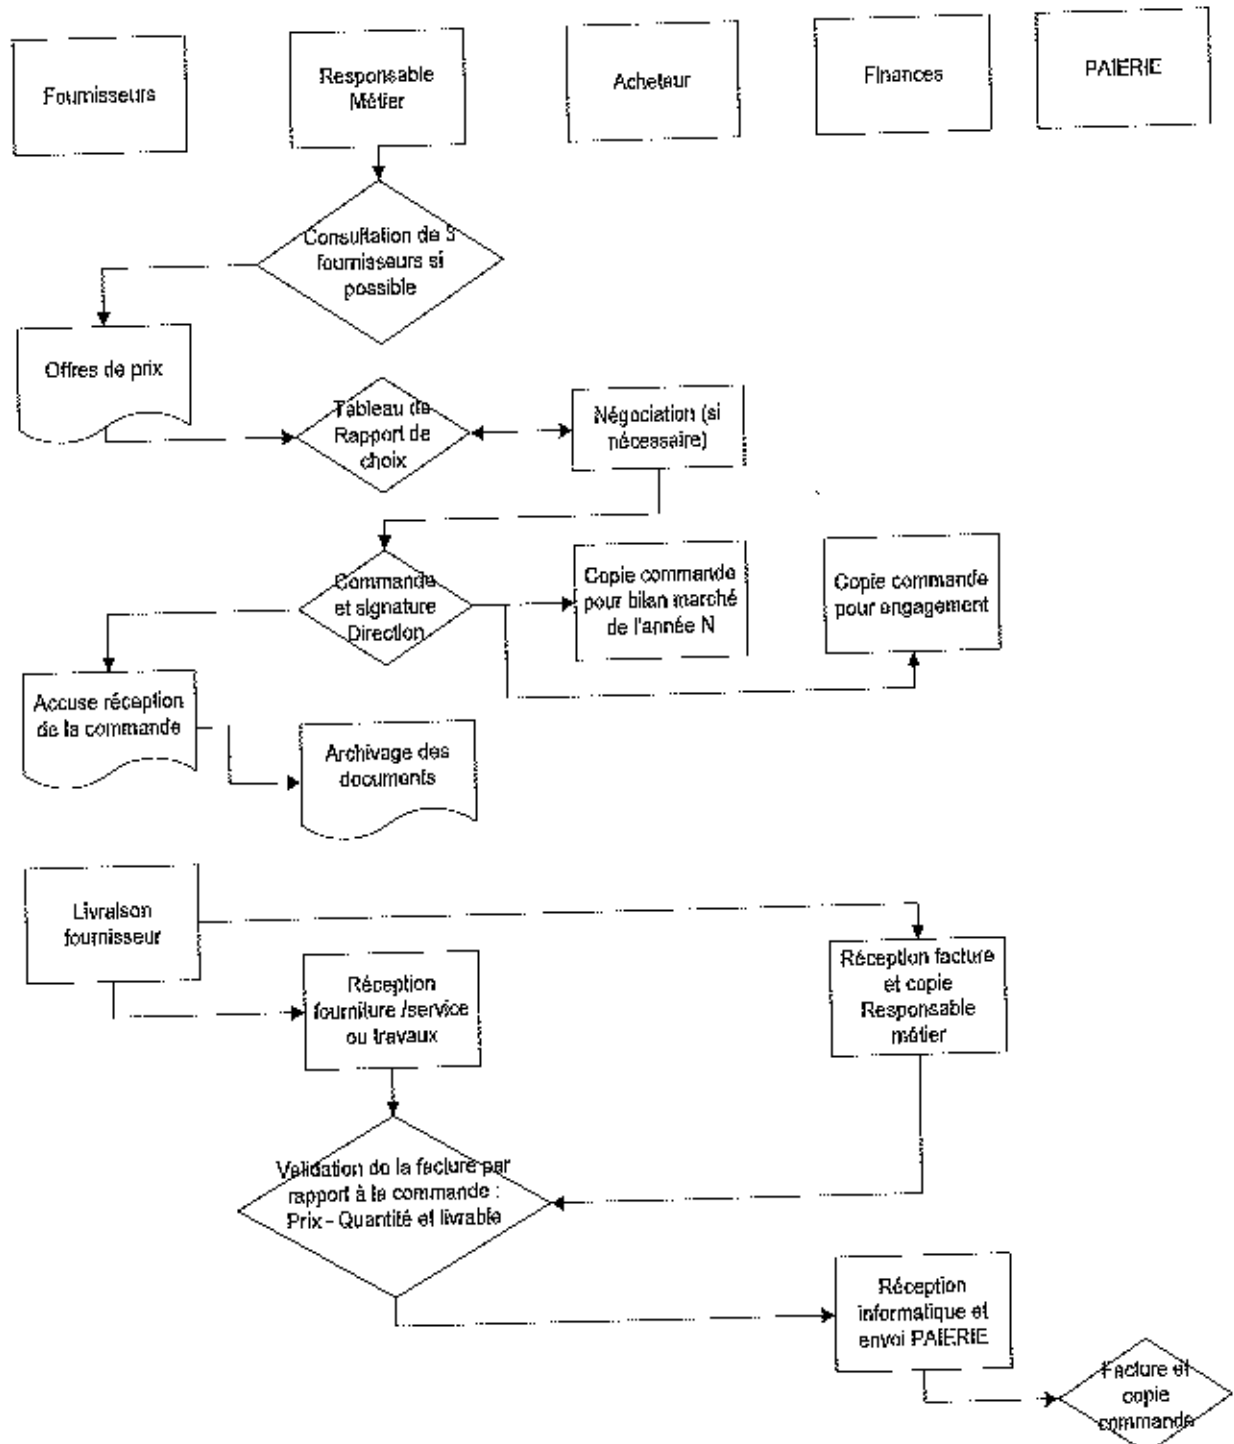 Fournisseurs
Responsable
Métier
Acheteur
Finances
PAIERIE
Consultation de 3
fournisseurs si
possible
Offres de prix
Tableau de
Rapport de
choix
Négociation (si
nécessaire)
Commande
et signature
Direction
Copie commande
pour bilan marché
de l'année N
Copie commande
pour engagement
Accuse réception
de la commande
Archivage des
documents
Livraison
fournisseur
Réception
fourniture /service
ou travaux
Réception facture
et copie
Responsable
métier
Validation de la facture par
rapport à la commande :
Prix - Quantité et livrable
Réception
informatique et
envoi PAIERIE
Facture et
copie
commande